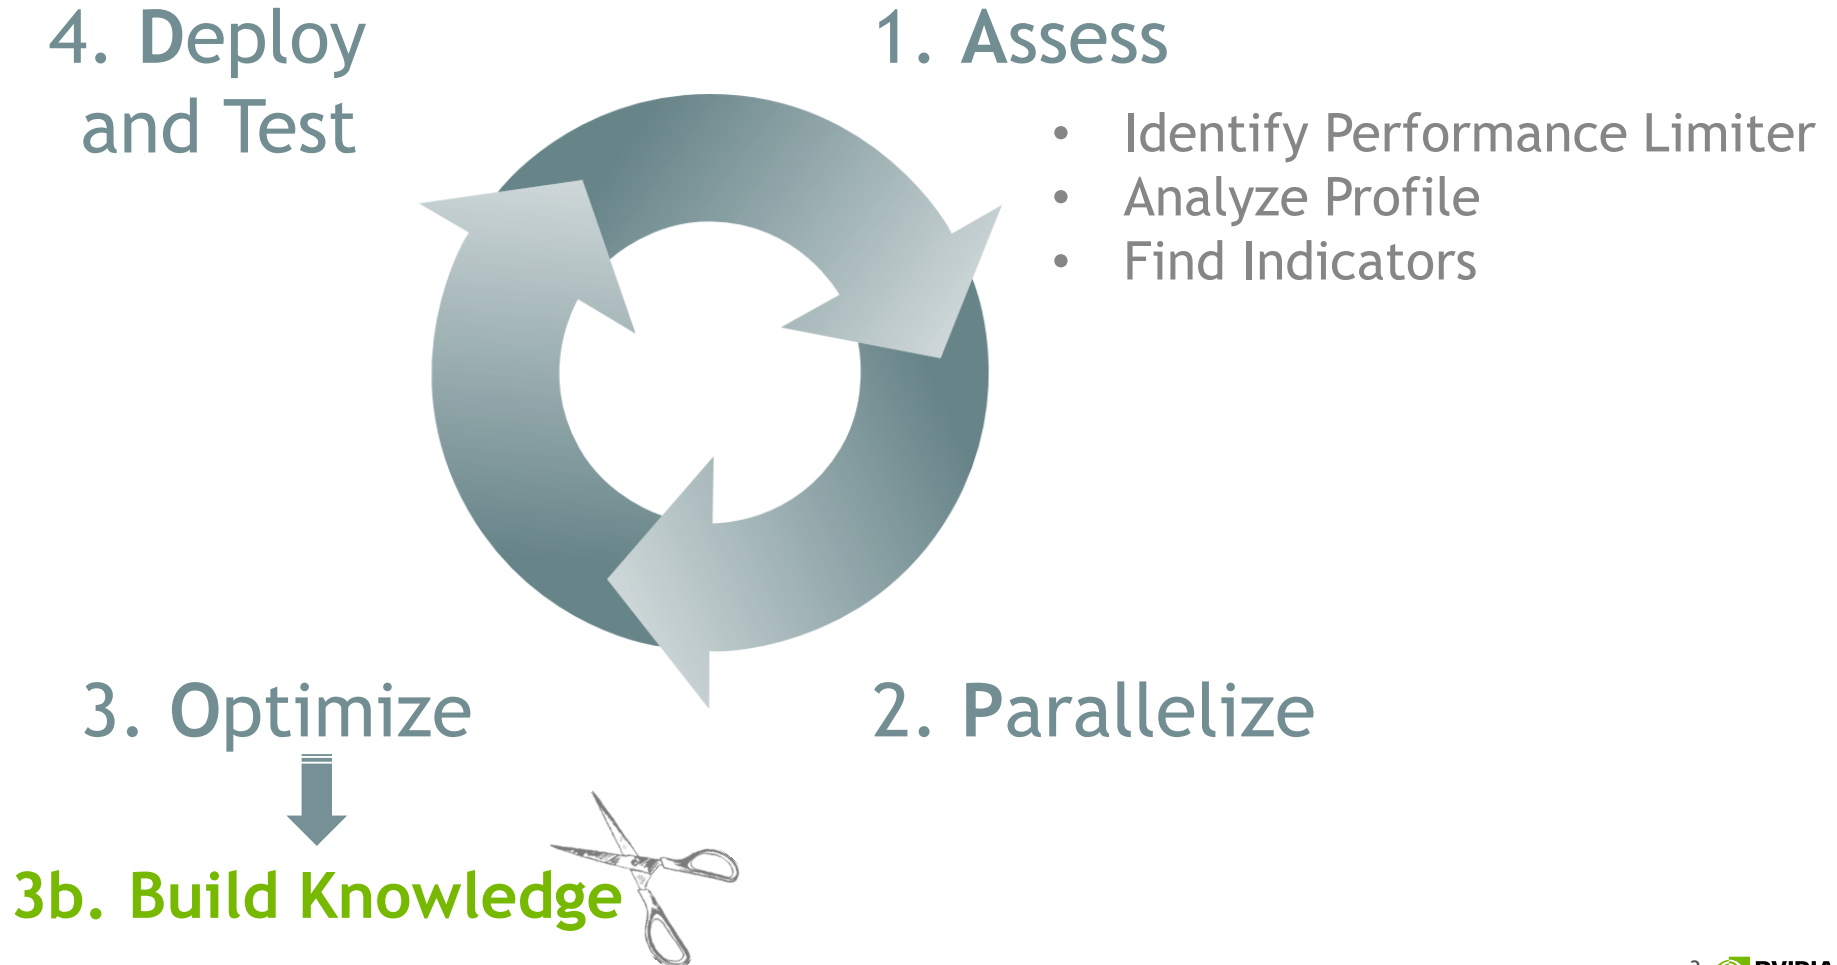 4. Deploy
and Test
1. Assess
• Identify Performance Limiter
• Analyze Profile
• Find Indicators
3. Optimize
2. Parallelize
3b. Build Knowledge